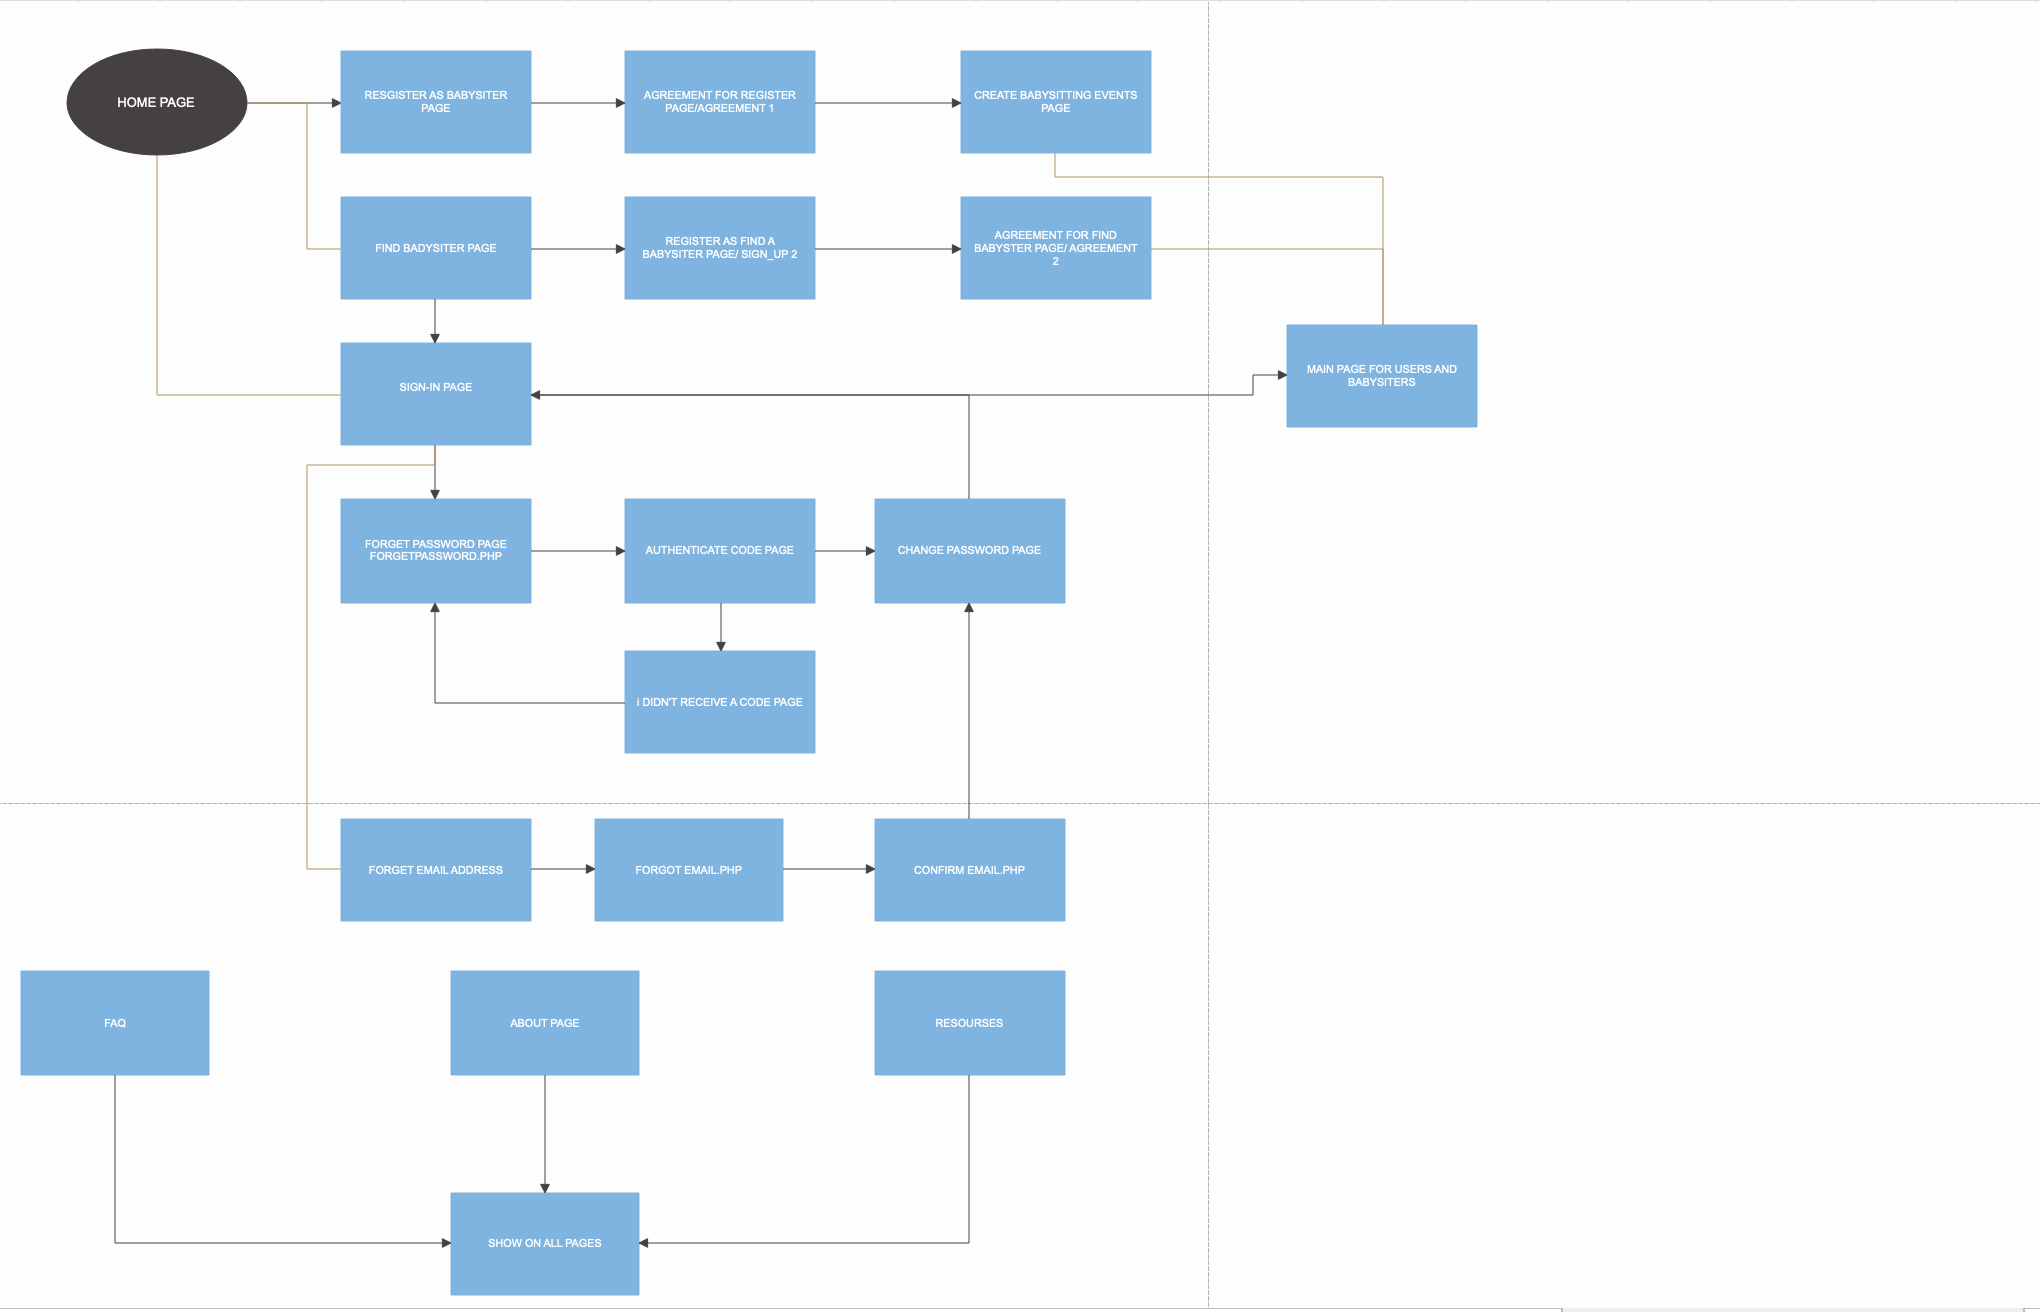 HOME PAGE
RESGISTER AS BABYSITER
PAGE
AGREEMENT FOR REGISTER
PAGE/AGREEMENT 1
CREATE BABYSITTING EVENTS
PAGE
FIND BADYSITER PAGE
REGISTER AS FIND A
BABYSITER PAGE/ SIGN_UP 2
AGREEMENT FOR FIND
BABYSTER PAGE/ AGREEMENT
2
SIGN-IN PAGE
MAIN PAGE FOR USERS AND
BABYSITERS
FORGET PASSWORD PAGE
FORGETPASSWORD.PHP
AUTHENTICATE CODE PAGE
CHANGE PASSWORD PAGE
i DIDN'T RECEIVE A CODE PAGE
FORGET EMAIL ADDRESS
FORGOT EMAIL.PHP
CONFIRM EMAIL.PHP
FAQ
ABOUT PAGE
RESOURSES
SHOW ON ALL PAGES